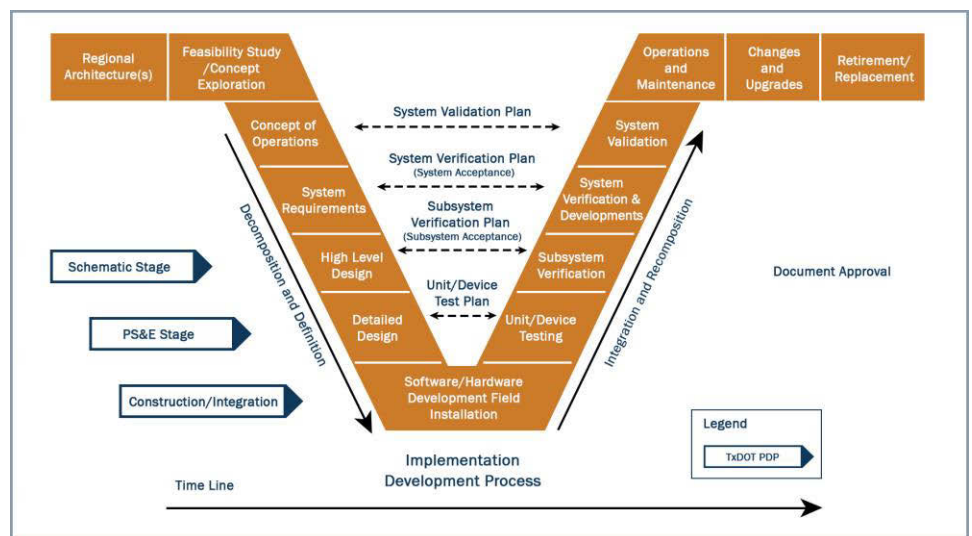 Regional
Architecture(s)
Feasibility Study
/Concept
Exploration
Operations
and
Maintenance
Changes
and
Upgrades
Retirement/
Replacement
Concept of
Operations
System Validation Plan
System
Validation
System
Requirements
System Verification Plan
(System Acceptance)
System
Verification &
Developments
High Level
Design
Subsystem
Verification Plan
(Subsystem Acceptance)
Subsystem
Verification
Detailed
Design
Unit/Device
Test Plan
Unit/Device
Testing
Software/Hardware
Development Field
Installation
Decomposition and Definition
Integration and Recomposition
Schematic Stage
PS&E Stage
Construction/Integration
Document Approval
Legend
TxDOT PDP
Implementation
Development Process
Time Line